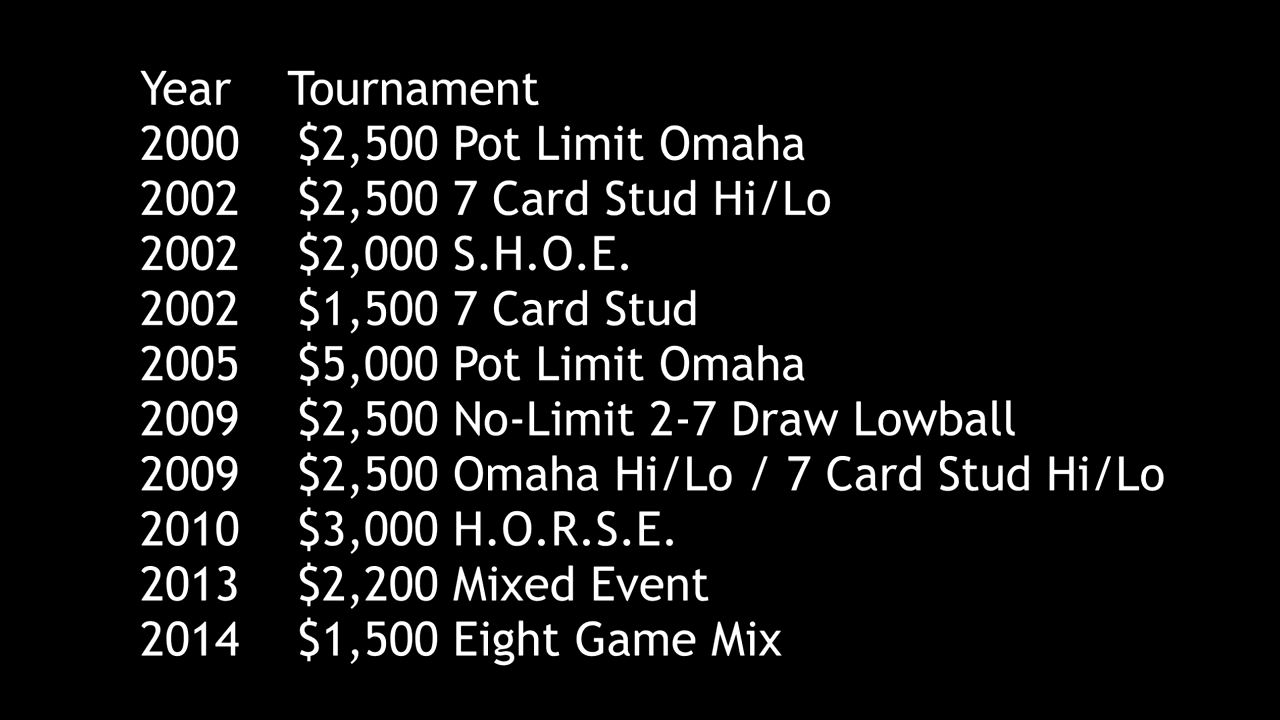 Year Tournament
2000 $2,500 Pot Limit Omaha
2002 $2,500 7 Card Stud Hi/Lo
2002 $2,000 S.H.O.E.
2002 $1,500 7 Card Stud
2005 $5,000 Pot Limit Omaha
2009 $2,500 No-Limit 2-7 Draw Lowball
2009 $2,500 Omaha Hi/Lo / 7 Card Stud Hi/Lo
2010 $3,000 H.O.R.S.E.
2013 $2,200 Mixed Event
2014 $1,500 Eight Game Mix